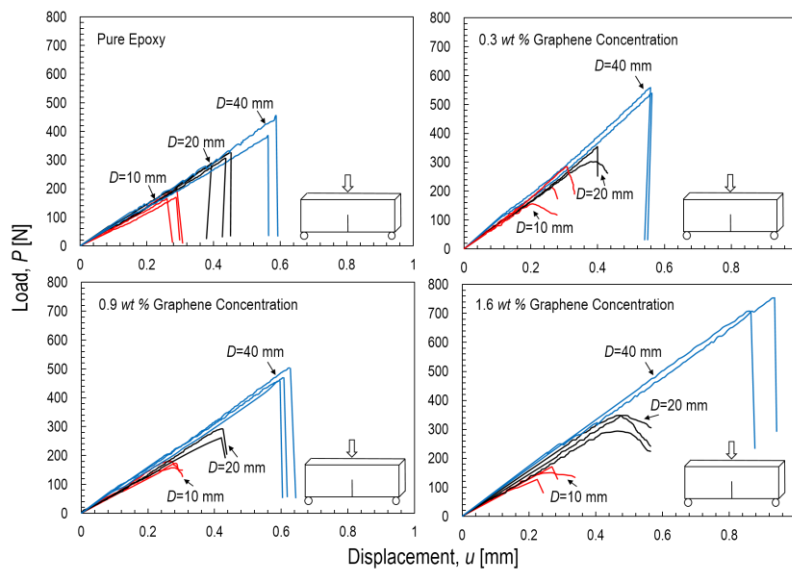 Load, P [N]
800
700
600
500
400
300
200
100
0
Pure Epoxy
D=40 mm
D=20 mm
D=10 mm
0 0.2 0.4 0.6 0.8 1
800
700
600
500
400
300
200
100
0
0.3 wt % Graphene Concentration
D=40 mm
D=20 mm
D=10 mm
0 0.2 0.4 0.6 0.8 1
800
700
600
500
400
300
200
100
0
0.9 wt % Graphene Concentration
D=40 mm
D=20 mm
D=10 mm
0 0.2 0.4 0.6 0.8 1
800
700
600
500
400
300
200
100
0
1.6 wt % Graphene Concentration
D=40 mm
D=20 mm
D=10 mm
0 0.2 0.4 0.6 0.8 1
Displacement, u [mm]